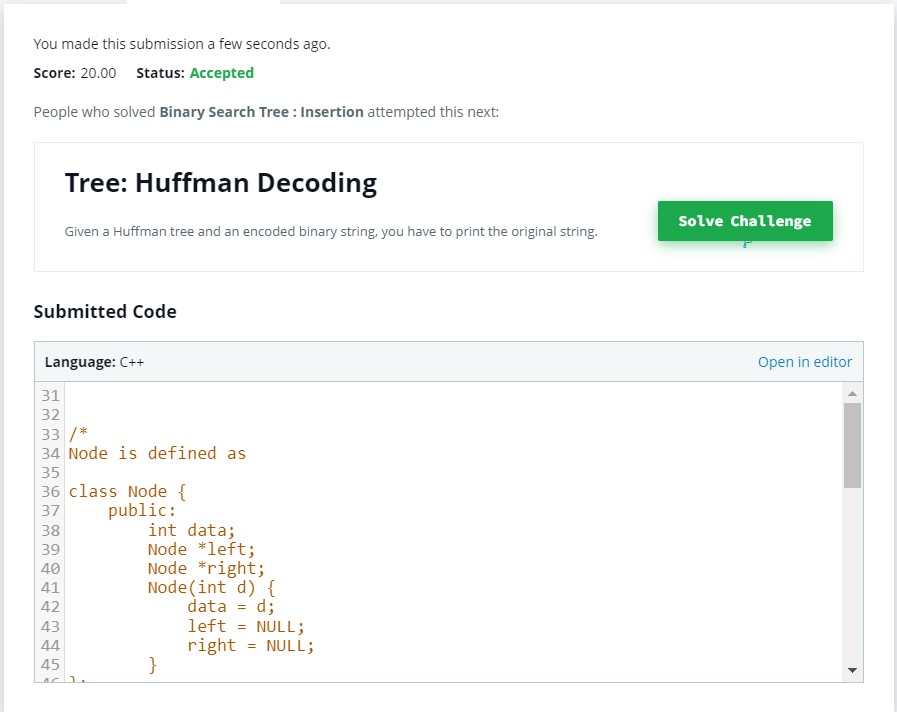 You made this submission a few seconds ago.
Score: 20.00 Status: Accepted
People who solved Binary Search Tree : Insertion attempted this next:
Tree: Huffman Decoding
Given a Huffman tree and an encoded binary string, you have to print the original string.
Solve Challenge
Submitted Code
Language: C++ Open in editor
31
32
33 /*
34 Node is defined as
35
36 class Node {
37     public:
38         int data;
39         Node *left;
40         Node *right;
41         Node(int d) {
42             data = d;
43             left = NULL;
44             right = NULL;
45         }